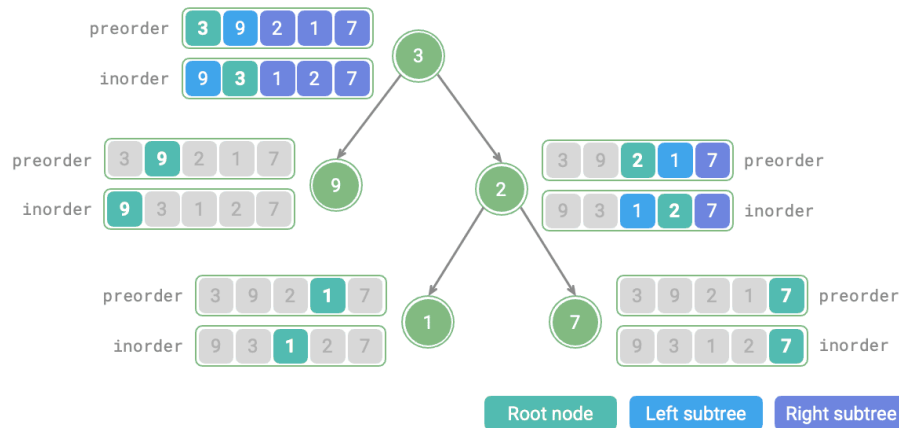 preorder 3 9 2 1 7
3
inorder 9 3 1 2 7
preorder 3 9 2 1 7
9
inorder 9 3 1 2 7
2
3 9 2 1 7 preorder
9 3 1 2 7 inorder
preorder 3 9 2 1 7
1
inorder 9 3 1 2 7
7
3 9 2 1 7 preorder
9 3 1 2 7 inorder
Root node
Left subtree
Right subtree